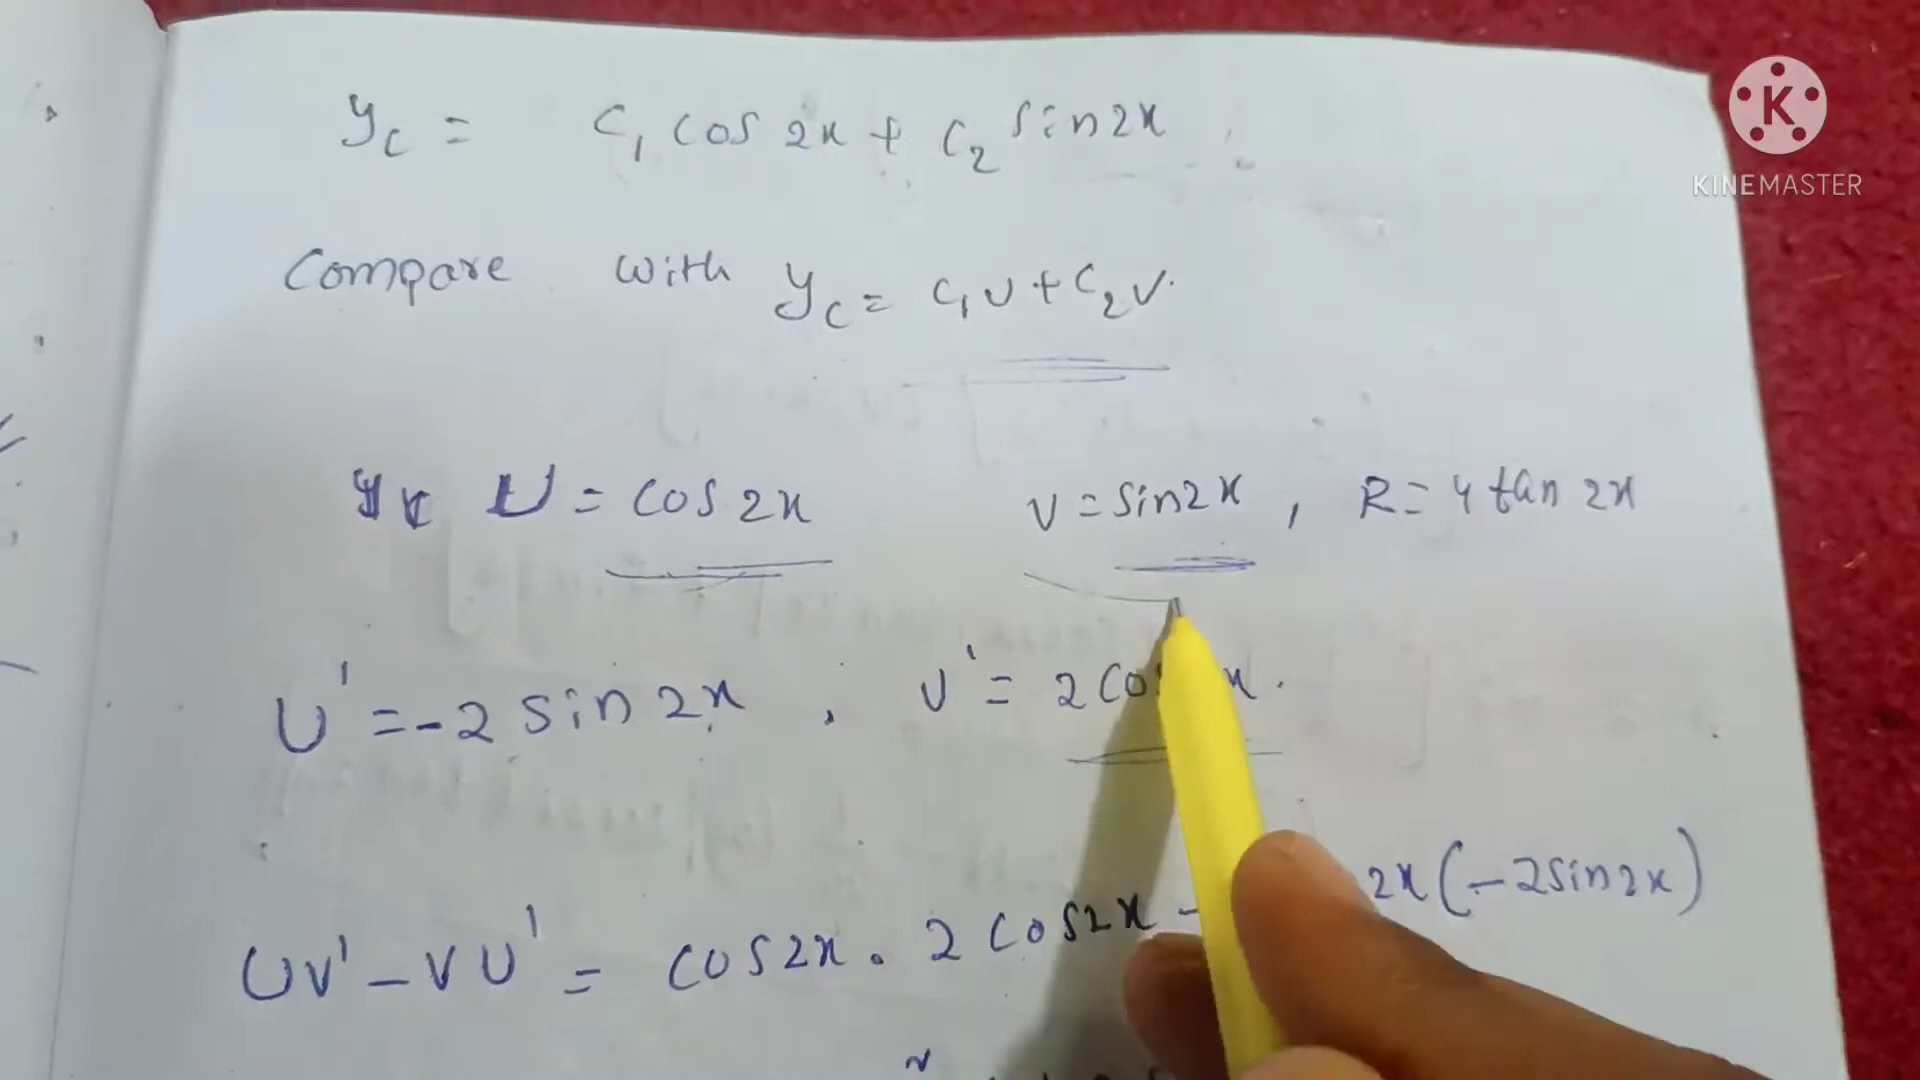 K
KINEMASTER
yc = c1 cos 2x + c2 sin 2x
Compare with yc = c1u + c2v.
U = cos 2x v = sin 2x , R = 4 tan 2x
U' = -2 sin 2x , v' = 2 cos x.
UV' - VU' = cos 2x . 2 cos 2x - 2x (-2 sin 2x)